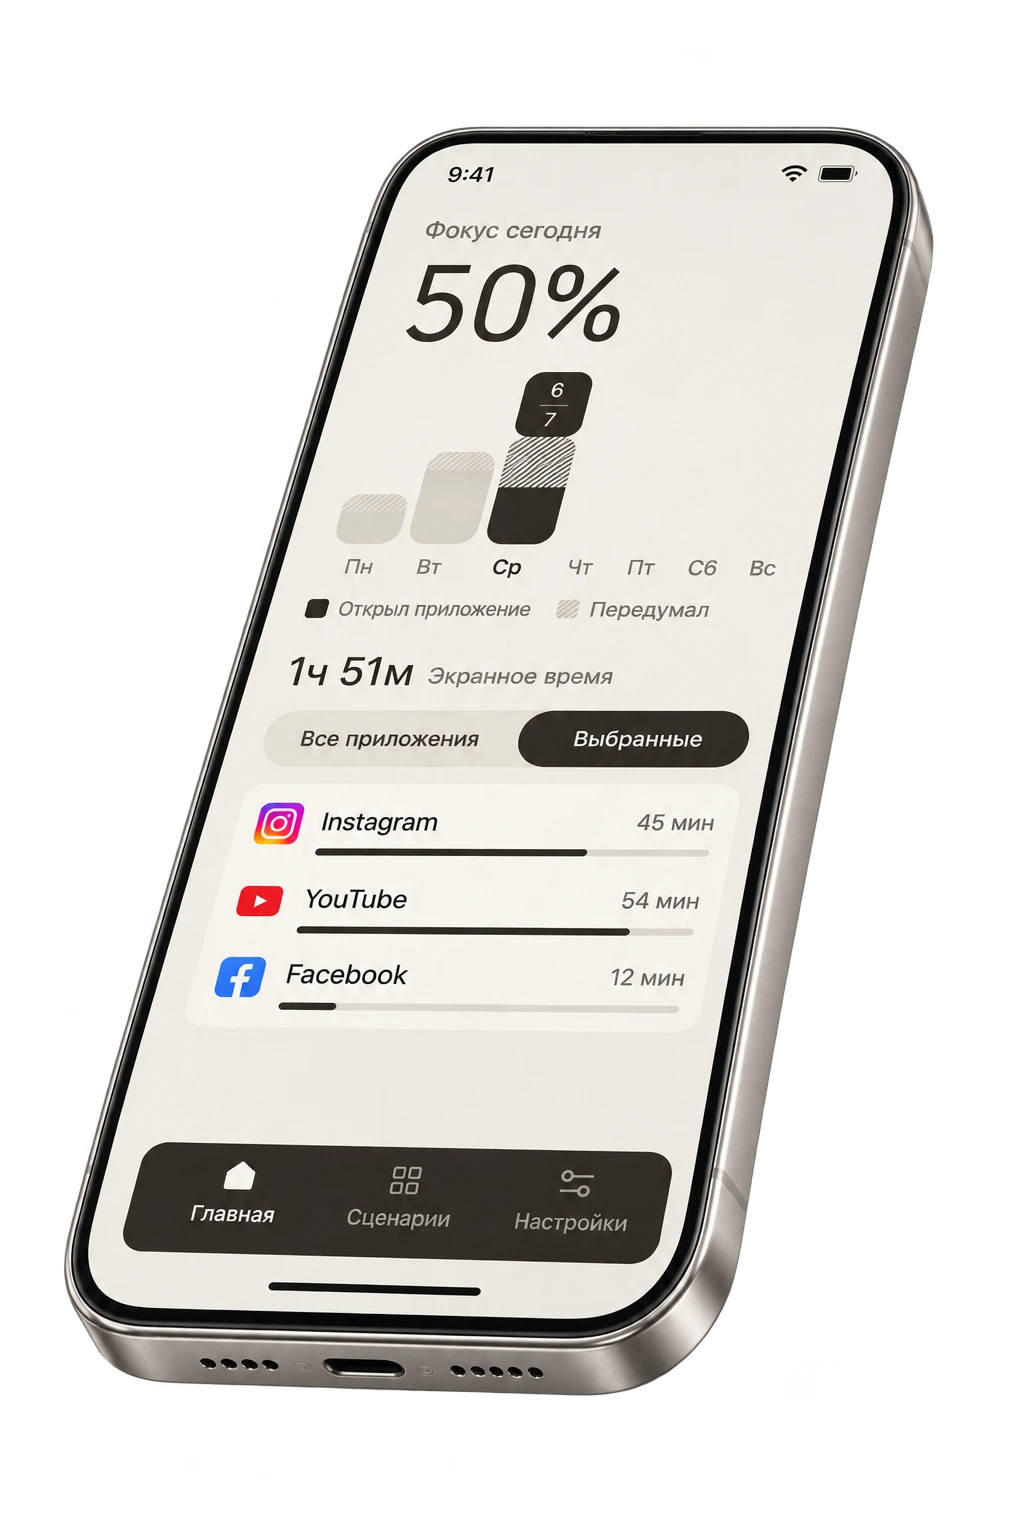 9:41
Фокус сегодня
50%
6
7
Пн Вт Ср Чт Пт Сб Вс
Открыл приложение Передумал
1ч 51м Экранное время
Все приложения Выбранные
Instagram 45 мин
YouTube 54 мин
Facebook 12 мин
Главная Сценарии Настройки